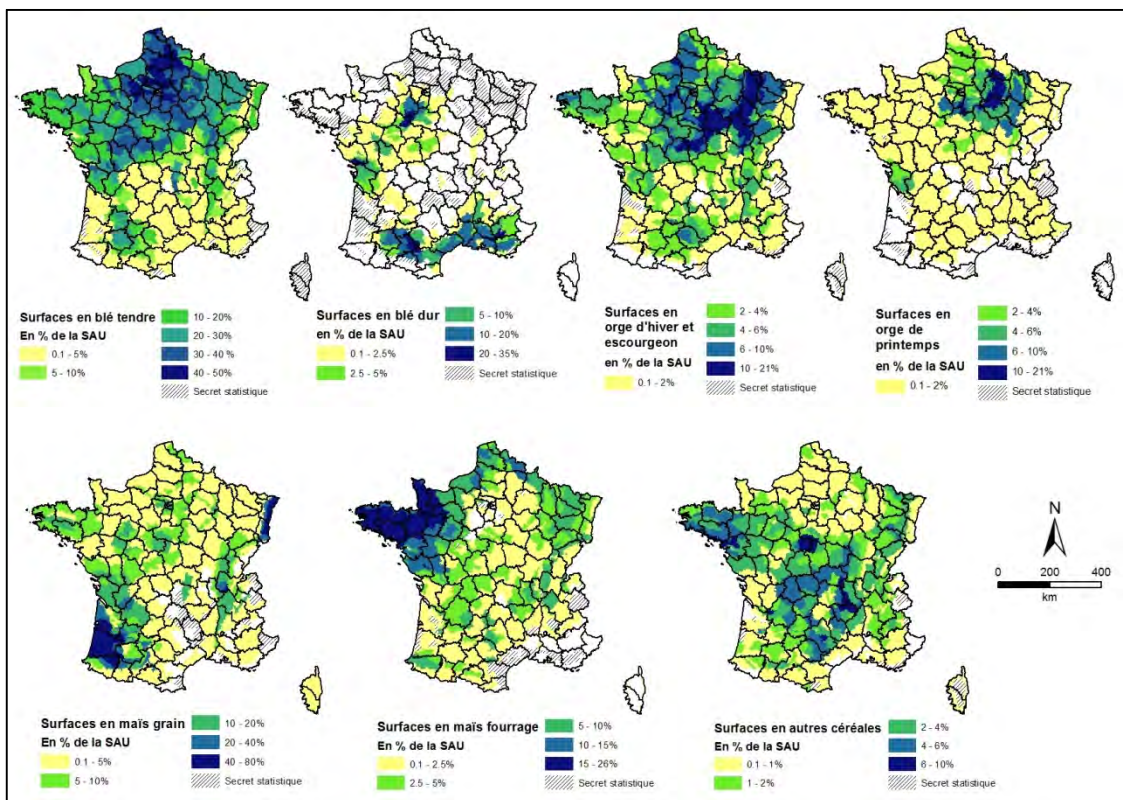 Surfaces en blé tendre
En % de la SAU
0.1 - 5%
5 - 10%
10 - 20%
20 - 30%
30 - 40 %
40 - 50%
Secret statistique
Surfaces en blé dur
en % de la SAU
0.1 - 2.5%
2.5 - 5%
5 - 10%
10 - 20%
20 - 35%
Secret statistique
Surfaces en
orge d'hiver et
escourgeon
en % de la SAU
0.1 - 2%
2 - 4%
4 - 6%
6 - 10%
10 - 21%
Secret statistique
Surfaces en
orge de
printemps
en % de la SAU
0.1 - 2%
2 - 4%
4 - 6%
6 - 10%
10 - 21%
Secret statistique
N
0 200 400
km
Surfaces en maïs grain
En % de la SAU
0.1 - 5%
5 - 10%
10 - 20%
20 - 40%
40 - 80%
Secret statistique
Surfaces en maïs fourrage
En % de la SAU
0.1 - 2.5%
2.5 - 5%
5 - 10%
10 - 15%
15 - 26%
Secret statistique
Surfaces en autres céréales
En % de la SAU
0.1 - 1%
1 - 2%
2 - 4%
4 - 6%
6 - 10%
Secret statistique